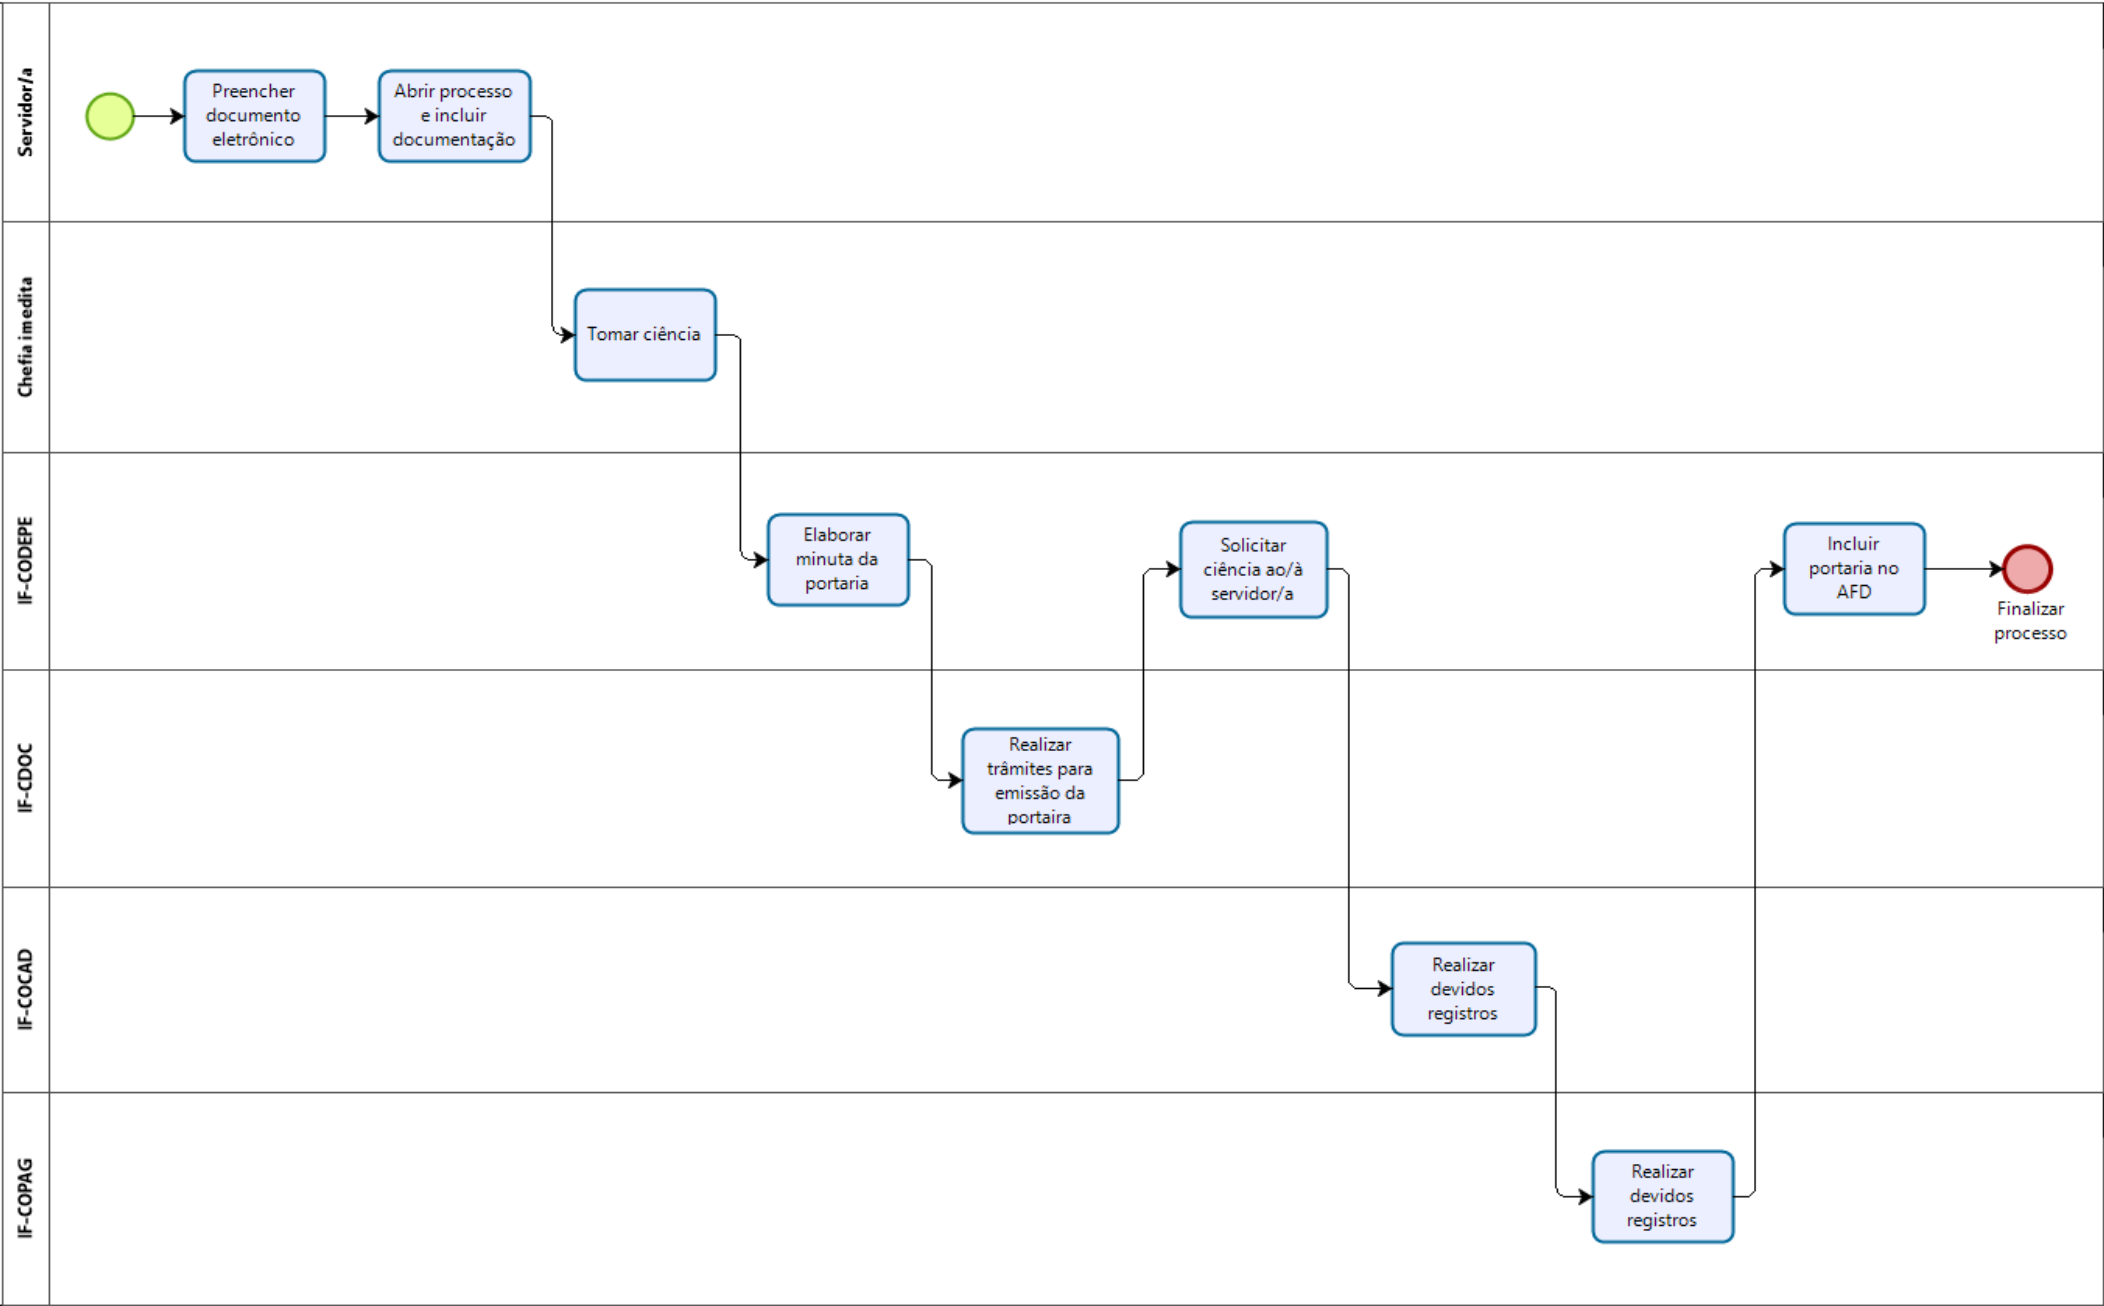 Servidor/a
Preencher
documento
eletrônico
Abrir processo
e incluir
documentação
Chefia imedita
Tomar ciência
IF-CODEPE
Elaborar
minuta da
portaria
Solicitar
ciência ao/à
servidor/a
Incluir
portaria no
AFD
Finalizar
processo
IF-CDOC
Realizar
trâmites para
emissão da
portaira
IF-COCAD
Realizar
devidos
registros
IF-COPAG
Realizar
devidos
registros